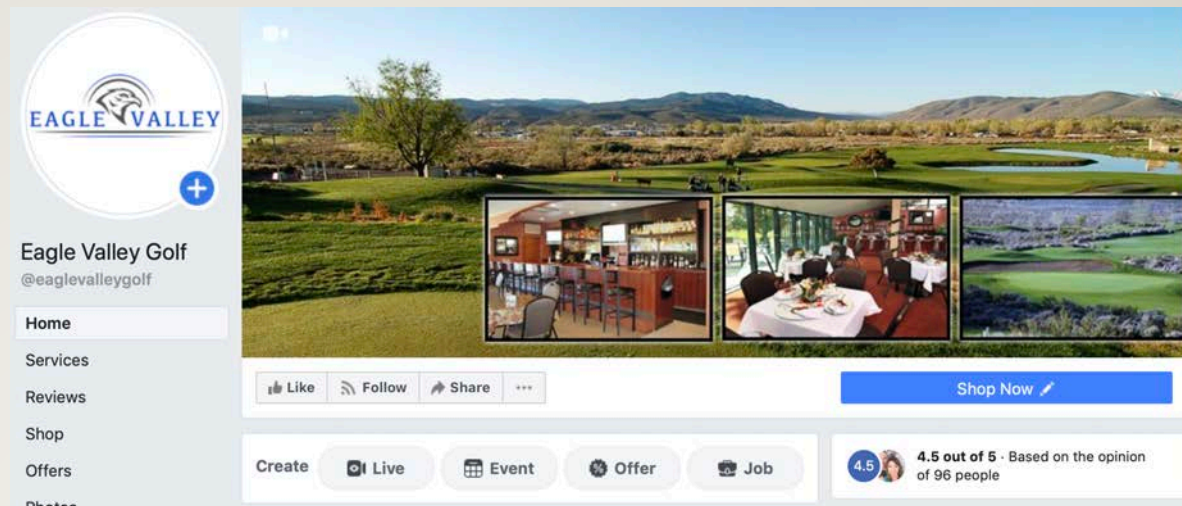 EAGLE VALLEY
Eagle Valley Golf
@eaglevalleygolf
Home
Services
Reviews
Shop
Offers
Photos
Like
Follow
Share
Shop Now
Create
Live
Event
Offer
Job
4.5
4.5 out of 5 · Based on the opinion
of 96 people